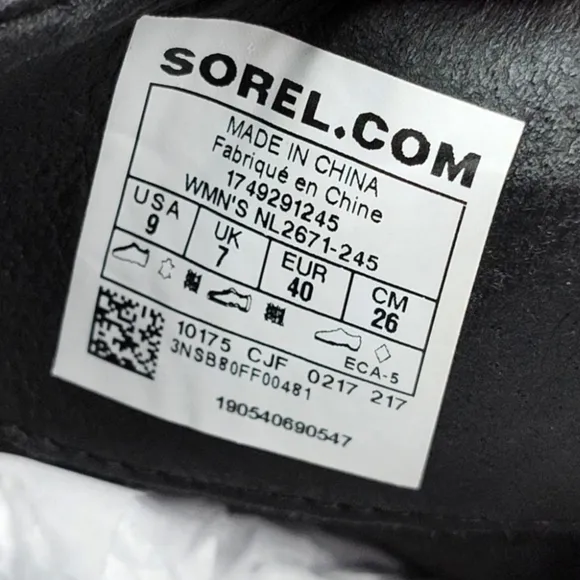 SOREL.COM
MADE IN CHINA
Fabriqué en Chine
1749291245
WMN'S NL2671-245
USA UK EUR CM
9 7 40 26
ECA-5
10175 CJF 0217 217
3NSB80FF00481
190540690547